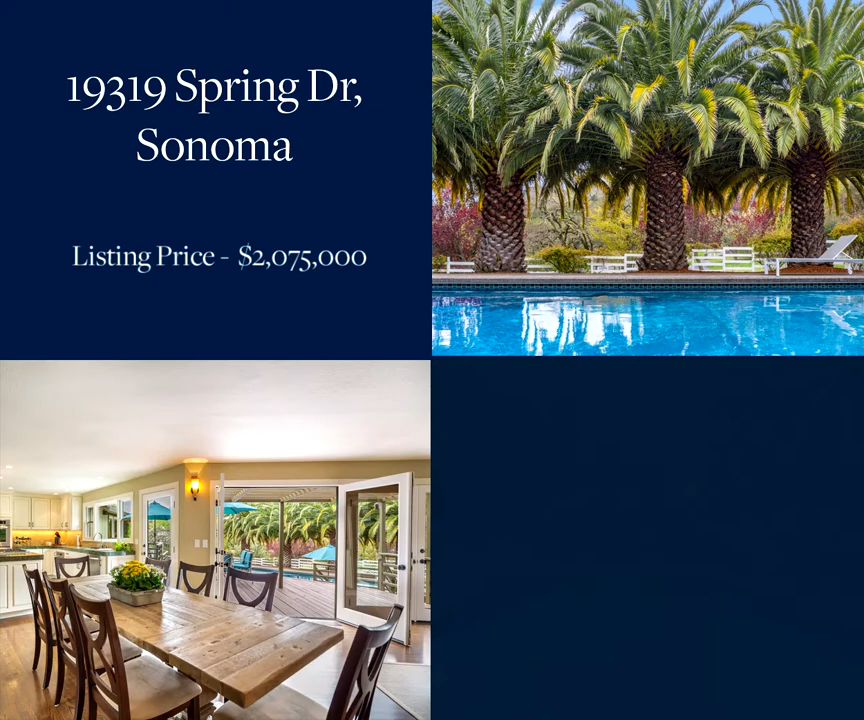 19319 Spring Dr,
Sonoma
Listing Price - $2,075,000